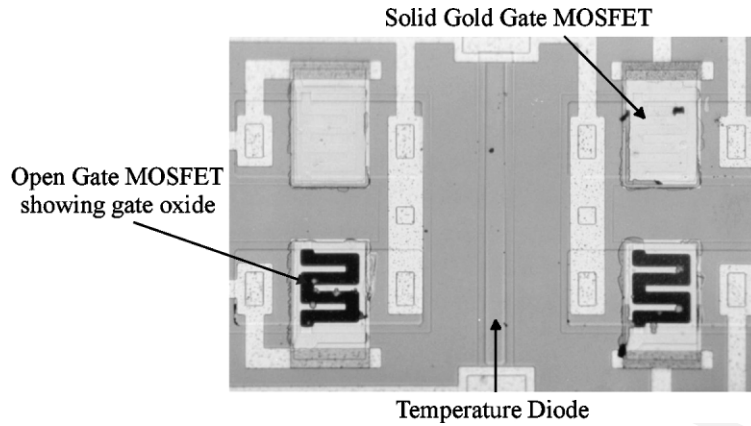 Solid Gold Gate MOSFET
Open Gate MOSFET
showing gate oxide
Temperature Diode